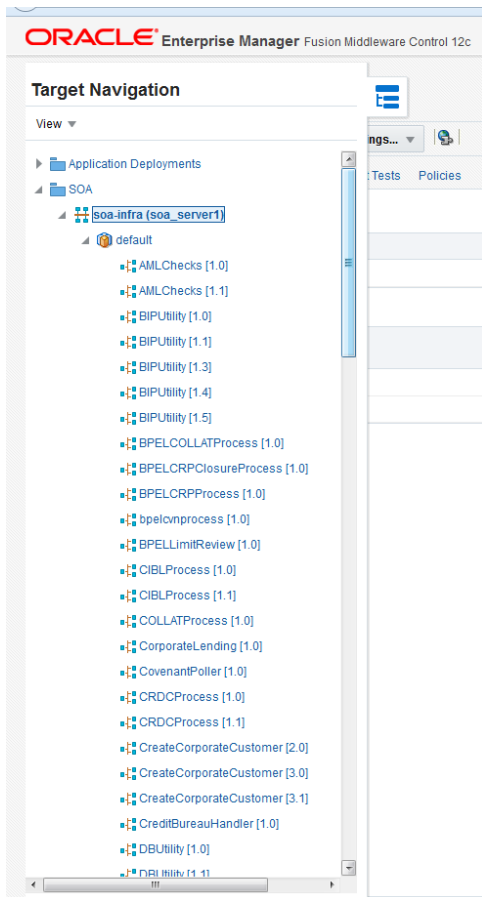 ORACLE Enterprise Manager Fusion Middleware Control 12c
Target Navigation
View
ngs...
Tests Policies
Application Deployments
SOA
soa-infra (soa_server1)
default
AMLChecks [1.0]
AMLChecks [1.1]
BIPUtility [1.0]
BIPUtility [1.1]
BIPUtility [1.3]
BIPUtility [1.4]
BIPUtility [1.5]
BPELCOLLATProcess [1.0]
BPELCRPClosureProcess [1.0]
BPELCRPProcess [1.0]
bpelcvnprocess [1.0]
BPELLimitReview [1.0]
CIBLProcess [1.0]
CIBLProcess [1.1]
COLLATProcess [1.0]
CorporateLending [1.0]
CovenantPoller [1.0]
CRDCProcess [1.0]
CRDCProcess [1.1]
CreateCorporateCustomer [2.0]
CreateCorporateCustomer [3.0]
CreateCorporateCustomer [3.1]
CreditBureauHandler [1.0]
DBUtility [1.0]
DBUtility [1.1]